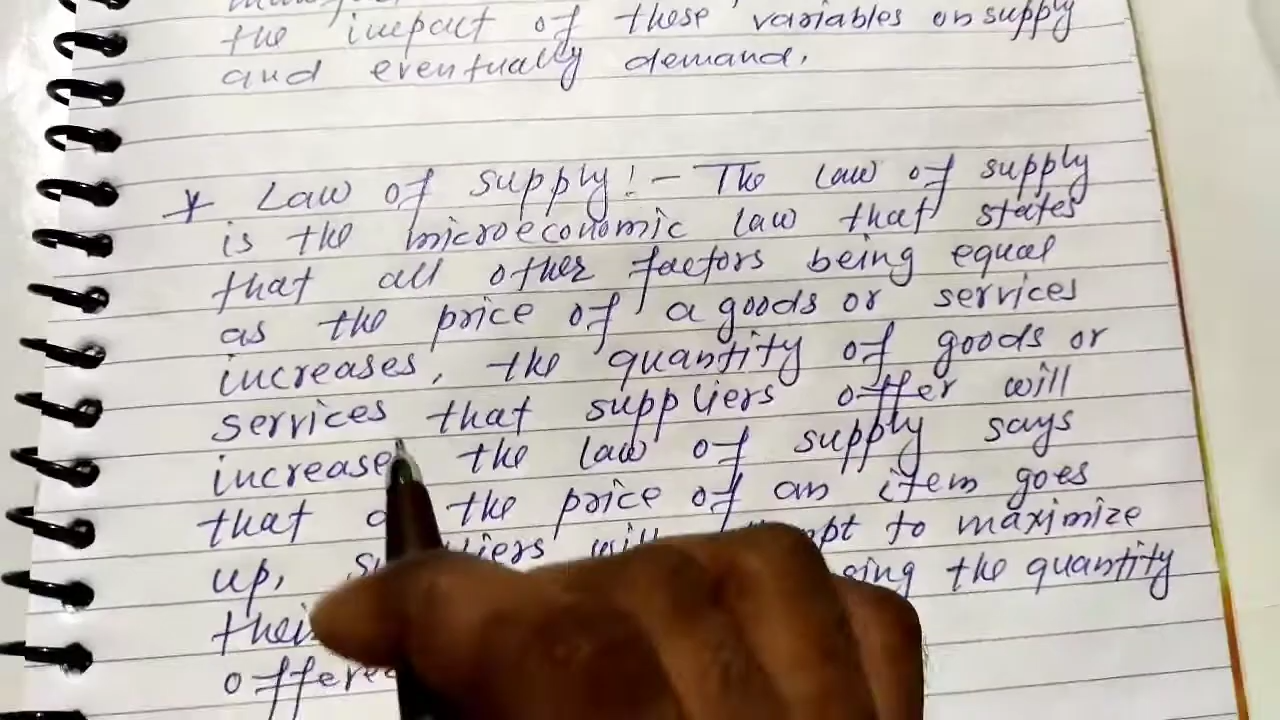 the impact of these variables on supply
and eventually demand.
* Law of supply! - The law of supply
is the microeconomic law that states
that all other factors being equal
as the price of a goods or services
increases, the quantity of goods or
services that suppliers offer will
increase the law of supply says
that the price of an item goes
up, will to maximize
the quantity